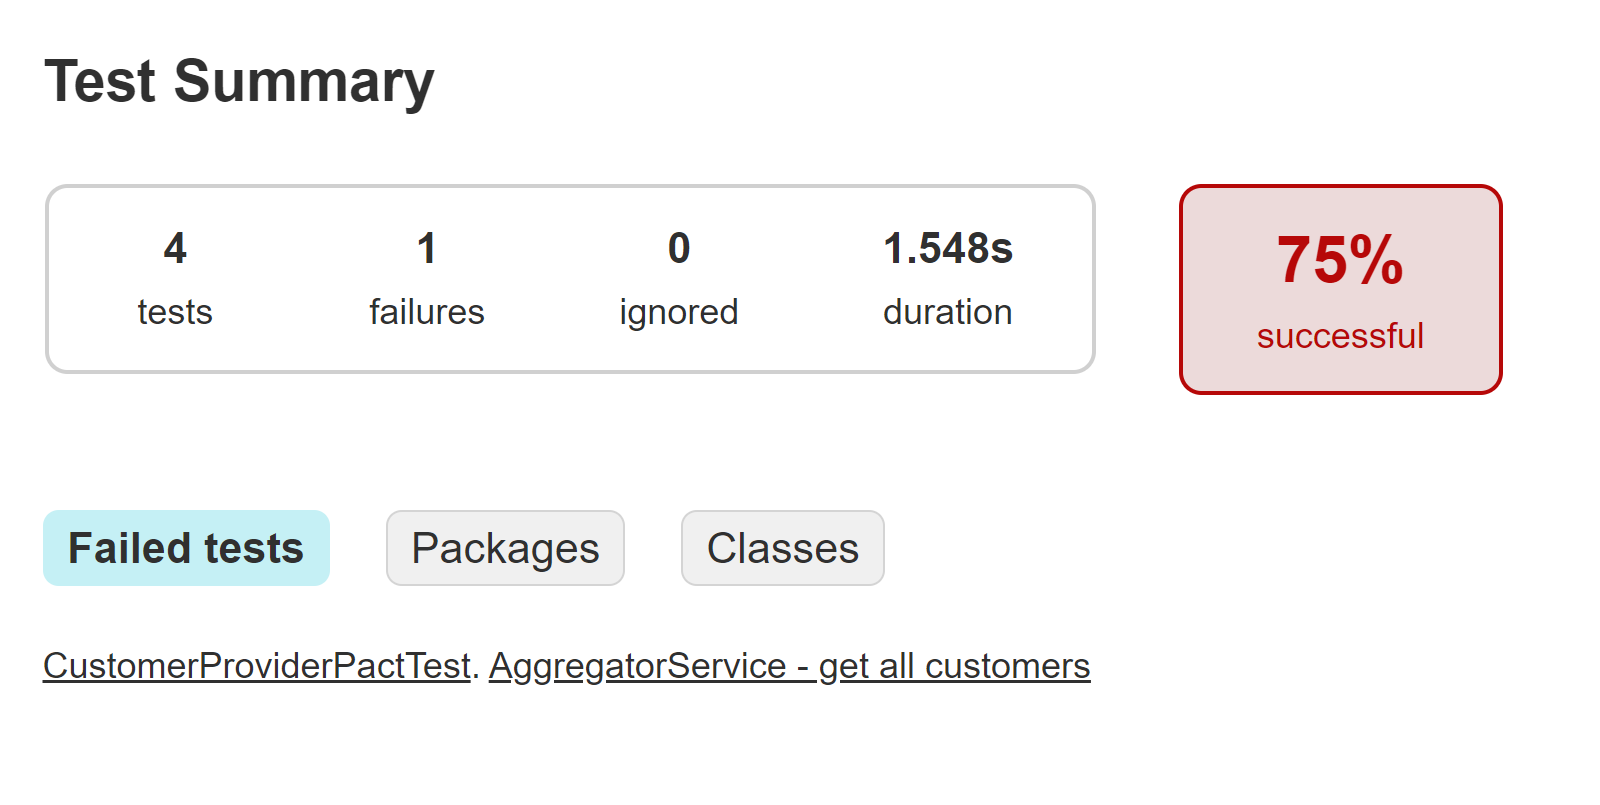 Test Summary
4 1 0 1.548s
tests failures ignored duration
75%
successful
Failed tests Packages Classes
CustomerProviderPactTest. AggregatorService - get all customers